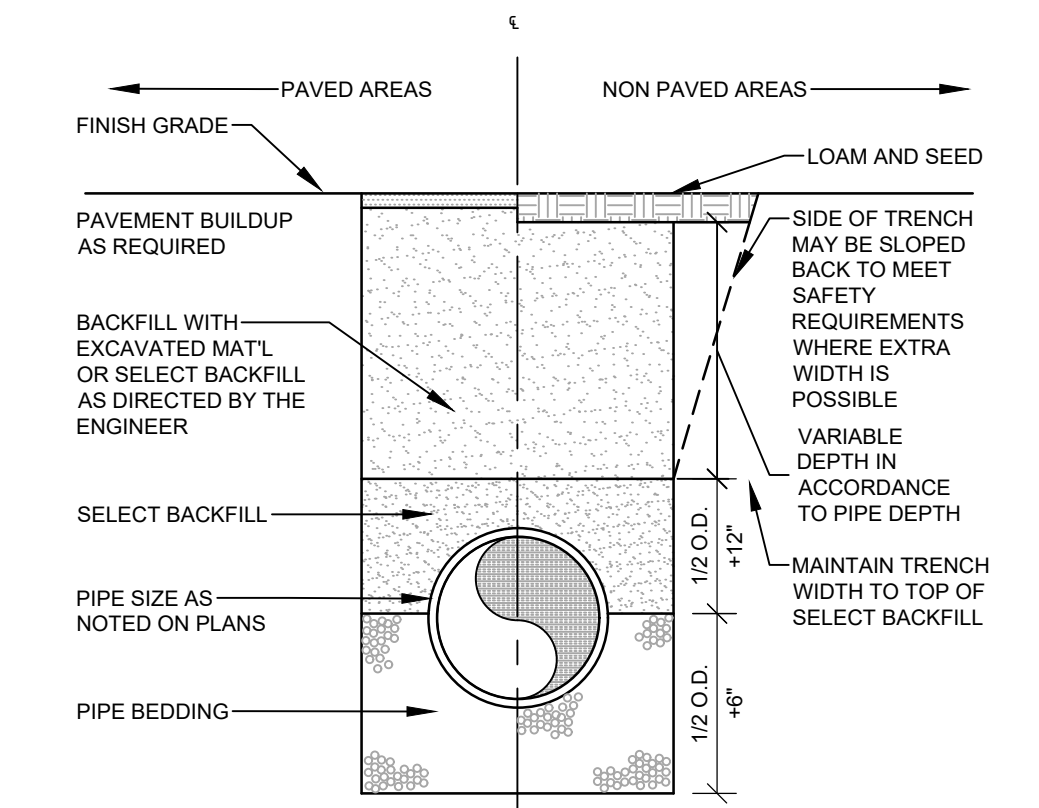 ℄
PAVED AREAS
NON PAVED AREAS
FINISH GRADE
LOAM AND SEED
PAVEMENT BUILDUP
AS REQUIRED
SIDE OF TRENCH
MAY BE SLOPED
BACK TO MEET
SAFETY
REQUIREMENTS
WHERE EXTRA
WIDTH IS
POSSIBLE
BACKFILL WITH
EXCAVATED MAT'L
OR SELECT BACKFILL
AS DIRECTED BY THE
ENGINEER
VARIABLE
DEPTH IN
ACCORDANCE
TO PIPE DEPTH
SELECT BACKFILL
1/2 O.D.
+12"
MAINTAIN TRENCH
WIDTH TO TOP OF
SELECT BACKFILL
PIPE SIZE AS
NOTED ON PLANS
PIPE BEDDING
1/2 O.D.
+6"